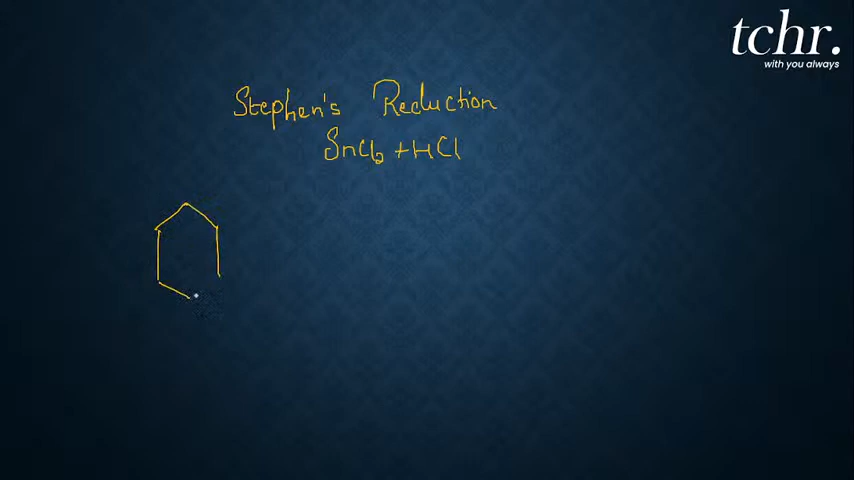 tchr.
with you always
Stephen's Reduction
SnCl₂ + HCl